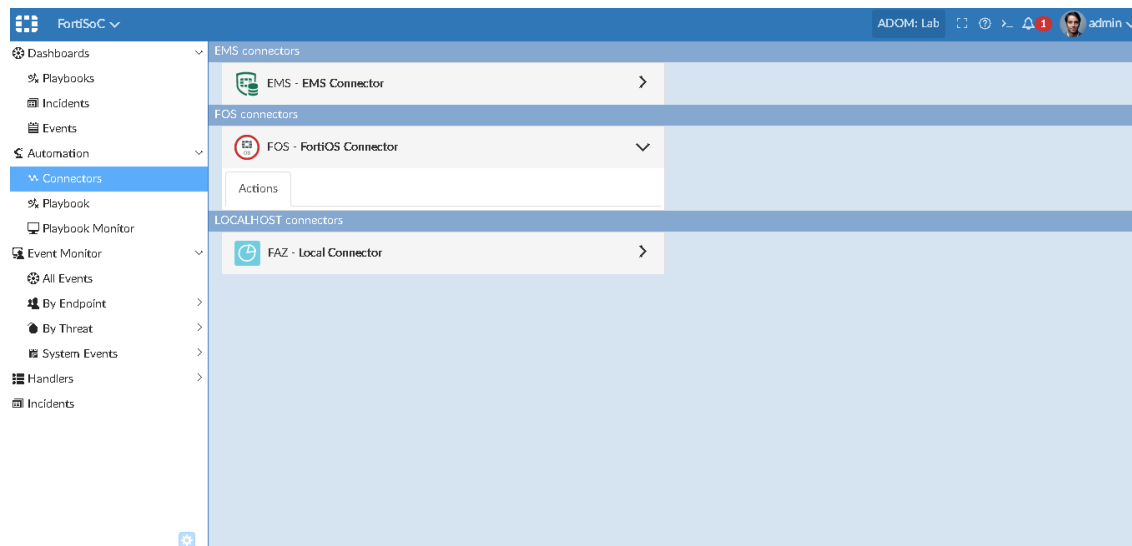 FortiSoC
ADOM: Lab
1
admin
Dashboards
Playbooks
Incidents
Events
Automation
Connectors
Playbook
Playbook Monitor
Event Monitor
All Events
By Endpoint
By Threat
System Events
Handlers
Incidents
EMS connectors
EMS - EMS Connector
FOS connectors
FOS - FortiOS Connector
Actions
LOCALHOST connectors
FAZ - Local Connector